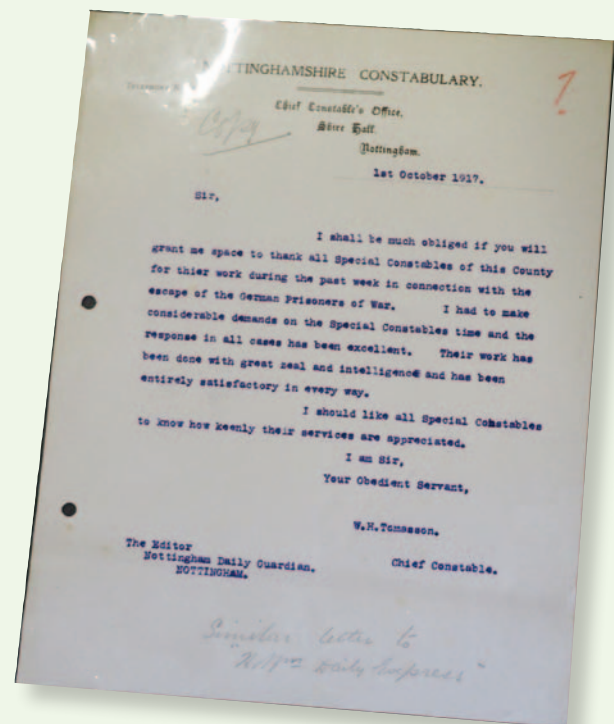 TTINGHAMSHIRE CONSTABULARY.
Chief Constable's Office,
Copy
Shire Hall.
Nottingham.
1st October 1917.
Sir,
I shall be much obliged if you will
grant me space to thank all Special Constables of this County
for thier work during the past week in connection with the
escape of the German Prisoners of War. I had to make
considerable demands on the Special Constables time and the
response in all cases has been excellent. Their work has
been done with great zeal and intelligence and has been
entirely satisfactory in every way.
I should like all Special Constables
to know how keenly their services are appreciated.
I am Sir,
Your Obedient Servant,
W.H.Tomasson.
The Editor
Nottingham Daily Guardian. Chief Constable.
NOTTINGHAM.
Similar letter to
"Nottm Daily Express"